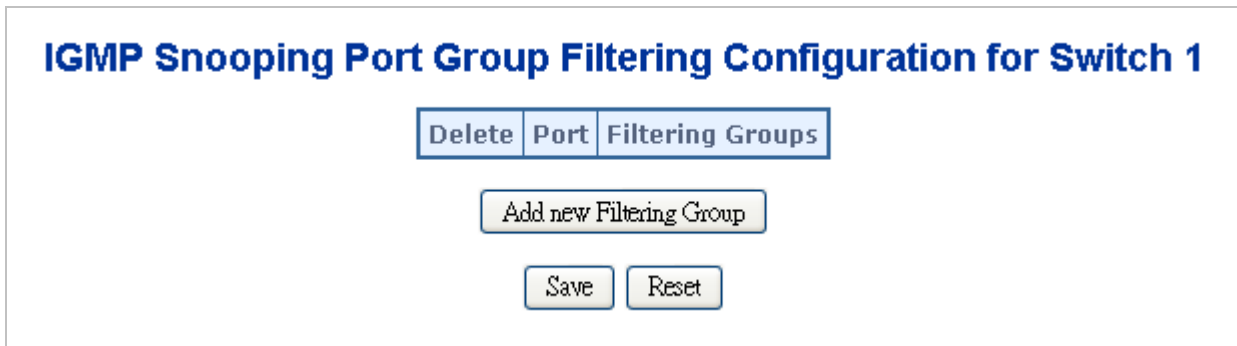 IGMP Snooping Port Group Filtering Configuration for Switch 1
Delete Port Filtering Groups
Add new Filtering Group
Save Reset